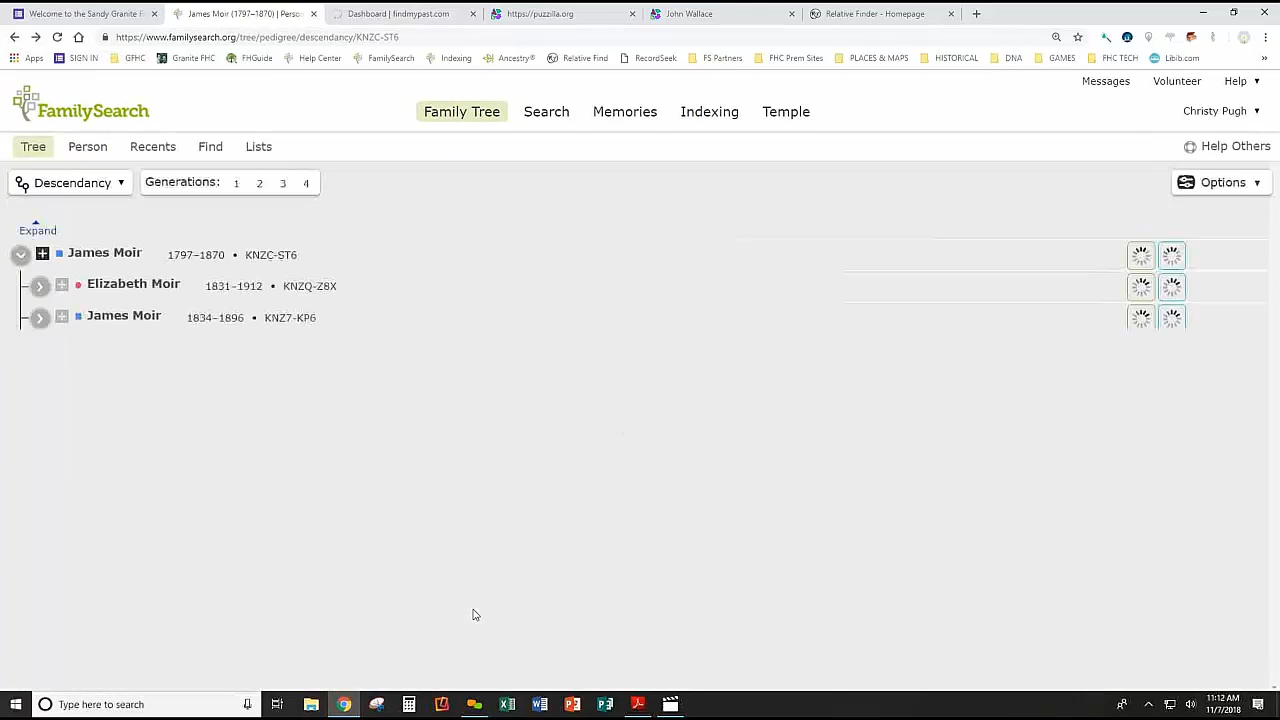 Welcome to the Sandy Granite F
James Moir (1797–1870) | Perso
Dashboard | findmypast.com
https://puzzilla.org
John Wallace
Relative Finder - Homepage
https://www.familysearch.org/tree/pedigree/descendancy/KNZC-ST6
Apps
SIGN IN
GFHC
Granite FHC
FHGuide
Help Center
FamilySearch
Indexing
Ancestry®
Relative Find
RecordSeek
FS Partners
FHC Prem Sites
PLACES & MAPS
HISTORICAL
DNA
GAMES
FHC TECH
Libib.com
»
Messages
Volunteer
Help
FamilySearch
Family Tree
Search
Memories
Indexing
Temple
Christy Pugh
Tree
Person
Recents
Find
Lists
Help Others
Descendancy
Generations: 1 2 3 4
Options
Expand
James Moir 1797–1870 • KNZC-ST6
Elizabeth Moir 1831–1912 • KNZQ-Z8X
James Moir 1834–1896 • KNZ7-KP6
Type here to search
11:12 AM
11/7/2018